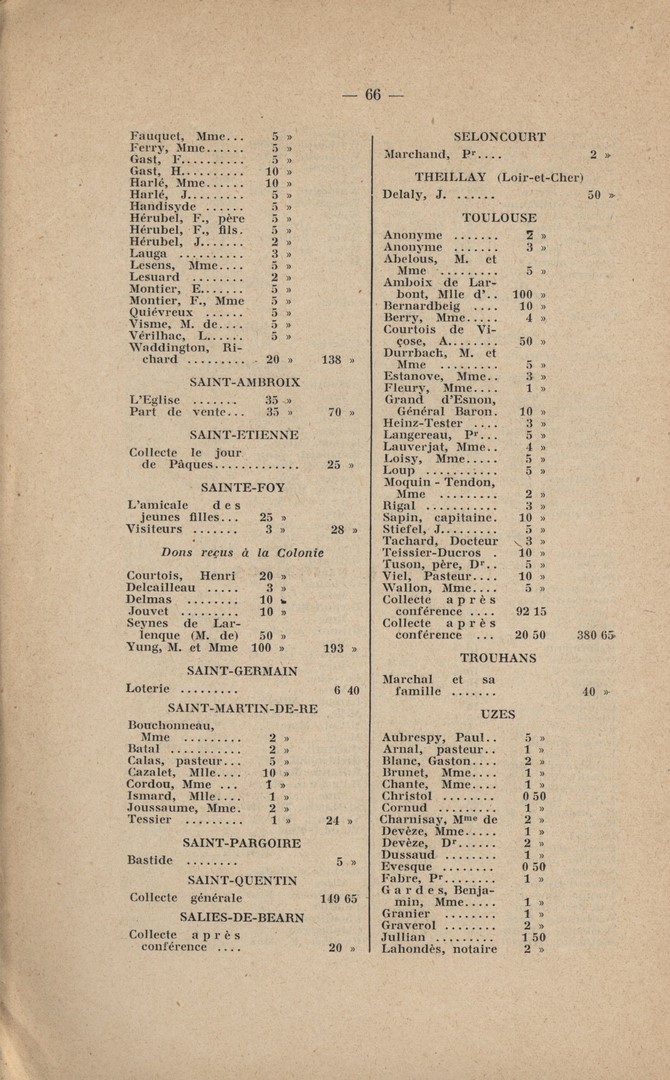 — 66 —
Fauquet, Mme... 5 »
Ferry, Mme...... 5 »
Gast, F.......... 5 »
Gast, H.......... 10 »
Harlé, Mme...... 10 »
Harlé, J......... 5 »
Handisyde ...... 5 »
Hérubel, F., père 5 »
Hérubel, F., fils. 5 »
Hérubel, J....... 2 »
Lauga .......... 3 »
Lesens, Mme.... 5 »
Lesuard ........ 2 »
Montier, E....... 5 »
Montier, F., Mme 5 »
Quiévreux ...... 5 »
Visme, M. de.... 5 »
Vérilhac, L...... 5 »
Waddington, Ri-
chard ......... 20 » 138 »
SAINT-AMBROIX
L'Eglise ....... 35 »
Part de vente... 35 » 70 »
SAINT-ETIENNE
Collecte le jour
de Pâques............. 25 »
SAINTE-FOY
L'amicale des
jeunes filles... 25 »
Visiteurs ....... 3 » 28 »
Dons reçus à la Colonie
Courtois, Henri 20 »
Delcailleau ..... 3 »
Delmas ........ 10 »
Jouvet ......... 10 »
Seynes de Lar-
lenque (M. de) 50 »
Yung, M. et Mme 100 » 193 »
SAINT-GERMAIN
Loterie ......... 6 40
SAINT-MARTIN-DE-RE
Bouchonneau,
Mme ......... 2 »
Batal ........... 2 »
Calas, pasteur... 5 »
Cazalet, Mlle.... 10 »
Cordou, Mme ... 1 »
Ismard, Mlle.... 1 »
Joussaume, Mme. 2 »
Tessier ......... 1 » 24 »
SAINT-PARGOIRE
Bastide ........ 5 »
SAINT-QUENTIN
Collecte générale 149 65
SALIES-DE-BEARN
Collecte après
conférence .... 20 »
SELONCOURT
Marchand, Pr.... 2 »
THEILLAY (Loir-et-Cher)
Delaly, J. ...... 50 »
TOULOUSE
Anonyme ....... 2 »
Anonyme ....... 3 »
Abelous, M. et
Mme ......... 5 »
Amboix de Lar-
bont, Mlle d'.. 100 »
Bernardbeig .... 10 »
Berry, Mme..... 4 »
Courtois de Vi-
çose, A........ 50 »
Durrbach, M. et
Mme ......... 5 »
Estanove, Mme.. 3 »
Fleury, Mme.... 1 »
Grand d'Esnon,
Général Baron. 10 »
Heinz-Tester .... 3 »
Langereau, Pr... 5 »
Lauverjat, Mme.. 4 »
Loisy, Mme..... 5 »
Loup ........... 5 »
Moquin-Tendon,
Mme ......... 2 »
Rigal ........... 3 »
Sapin, capitaine. 10 »
Stiefel, J......... 5 »
Tachard, Docteur 3 »
Teissier-Ducros . 10 »
Tuson, père, Dr.. 5 »
Viel, Pasteur.... 10 »
Wallon, Mme.... 5 »
Collecte après
conférence .... 92 15
Collecte après
conférence ... 20 50 380 65
TROUHANS
Marchal et sa
famille ....... 40 »
UZES
Aubrespy, Paul.. 5 »
Arnal, pasteur.. 1 »
Blanc, Gaston.... 2 »
Brunet, Mme.... 1 »
Chante, Mme.... 1 »
Christol ........ 0 50
Cornud ......... 1 »
Charnisay, Mme de 2 »
Devèze, Mme..... 1 »
Devèze, Dr...... 2 »
Dussaud ........ 1 »
Evesque ........ 0 50
Fabre, Pr........ 1 »
Gardes, Benja-
min, Mme..... 1 »
Granier ........ 1 »
Graverol ........ 2 »
Jullian ......... 1 50
Lahondès, notaire 2 »